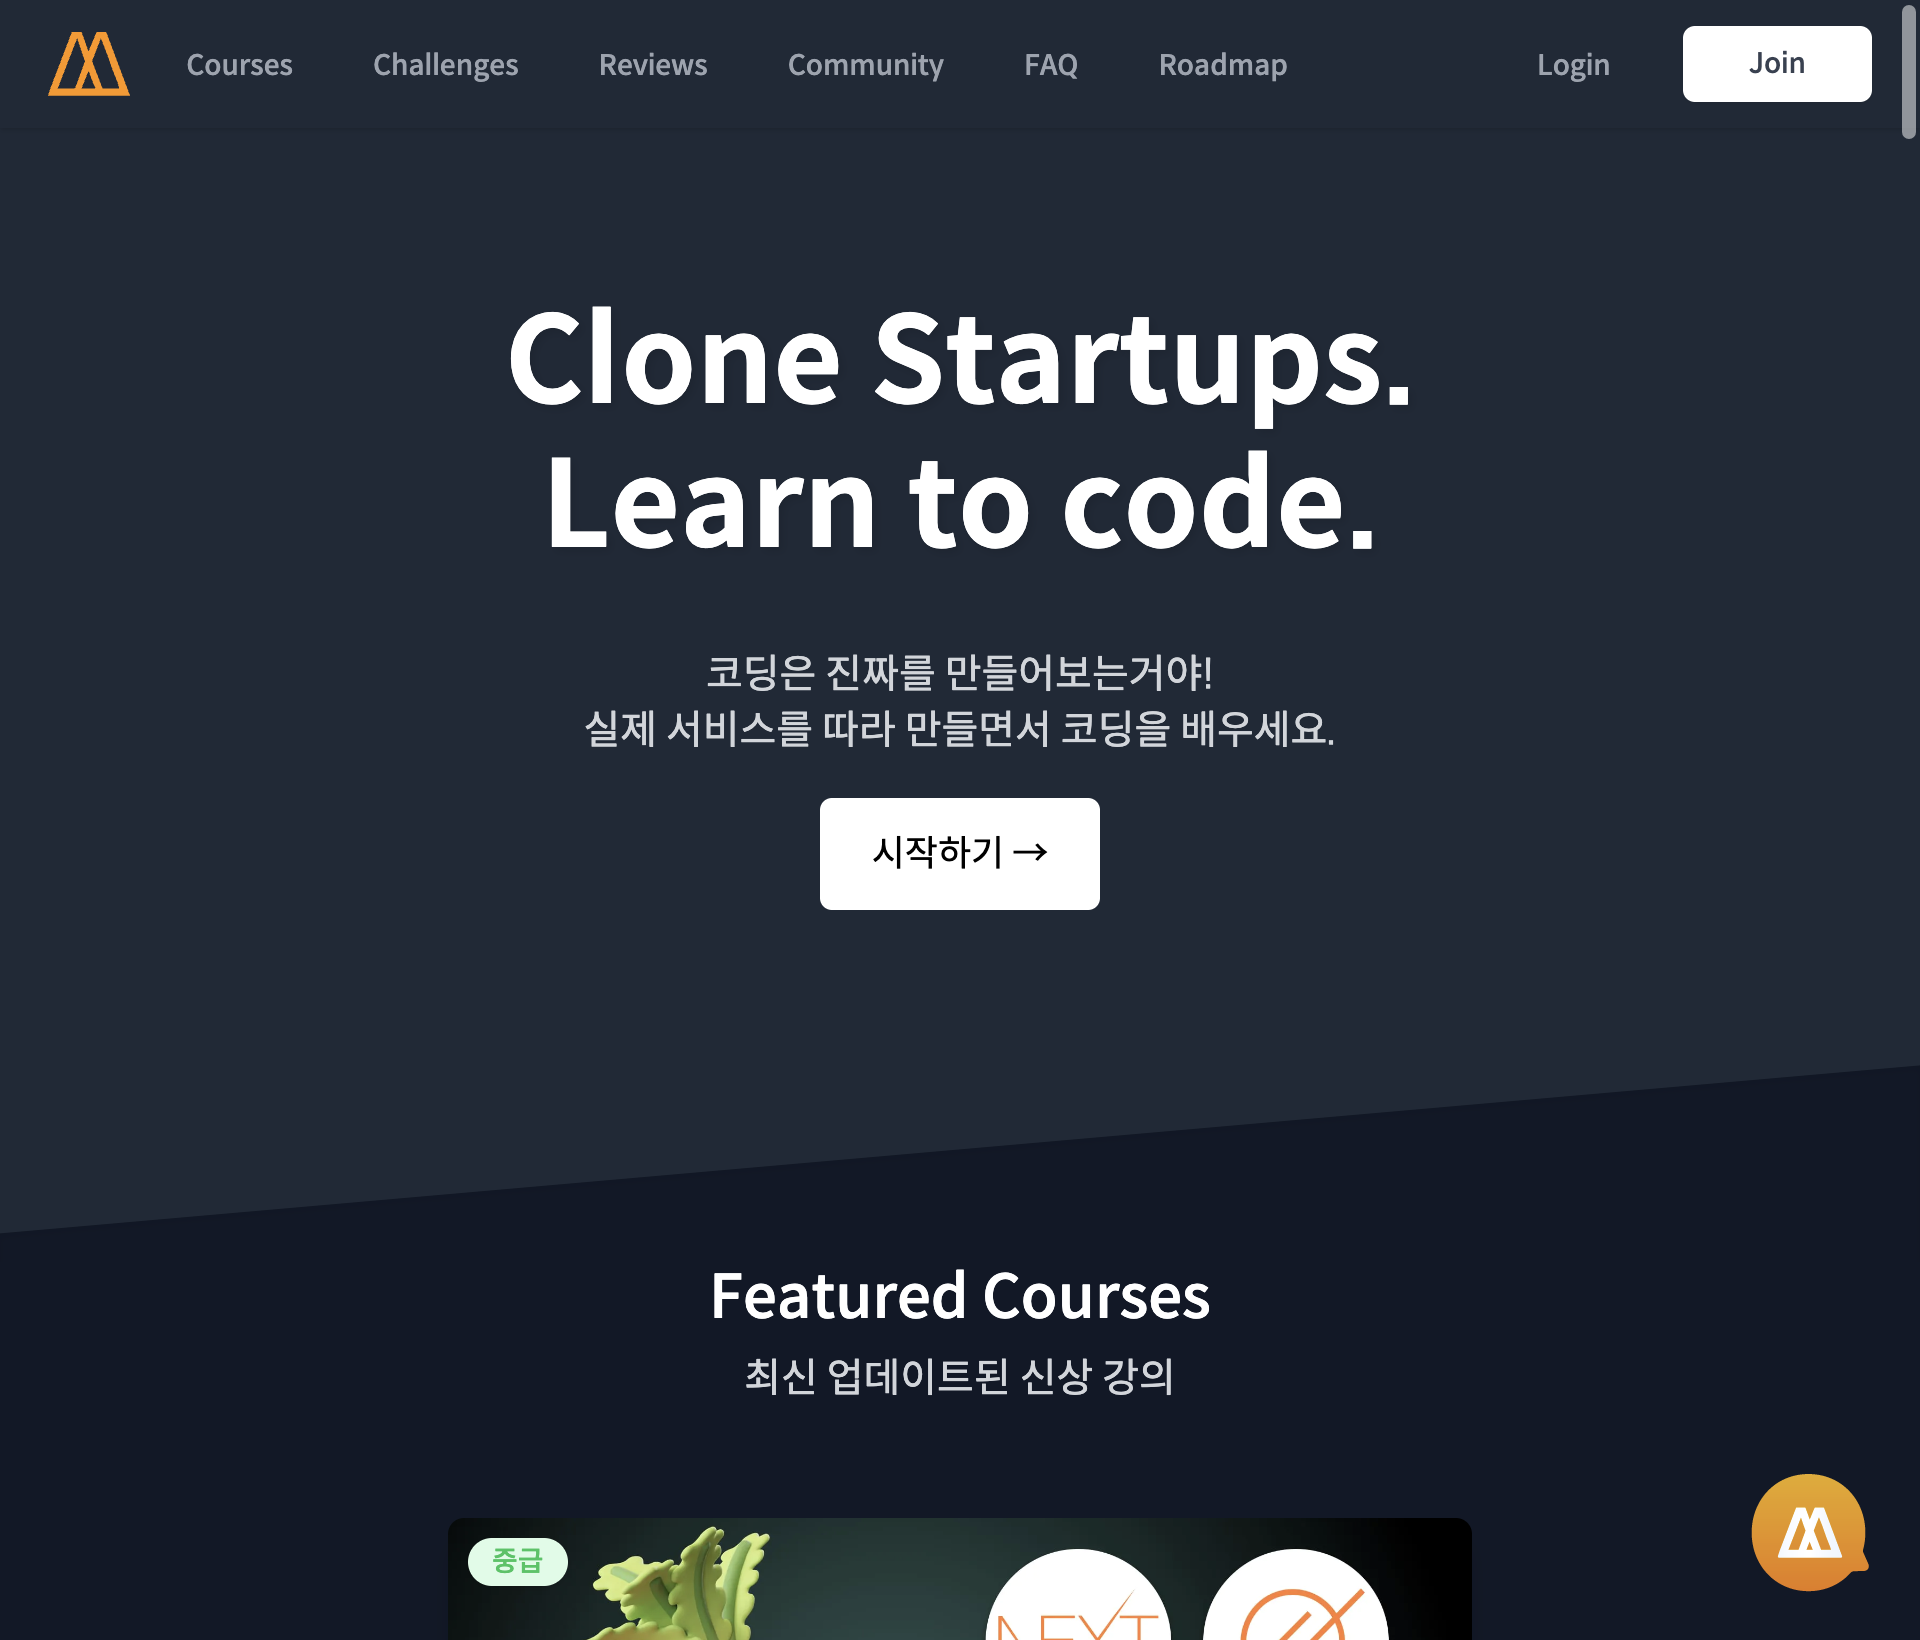 Courses Challenges Reviews Community FAQ Roadmap Login Join
Clone Startups.
Learn to code.
코딩은 진짜를 만들어보는거야!
실제 서비스를 따라 만들면서 코딩을 배우세요.
시작하기 →
Featured Courses
최신 업데이트된 신상 강의
중급
NEXT